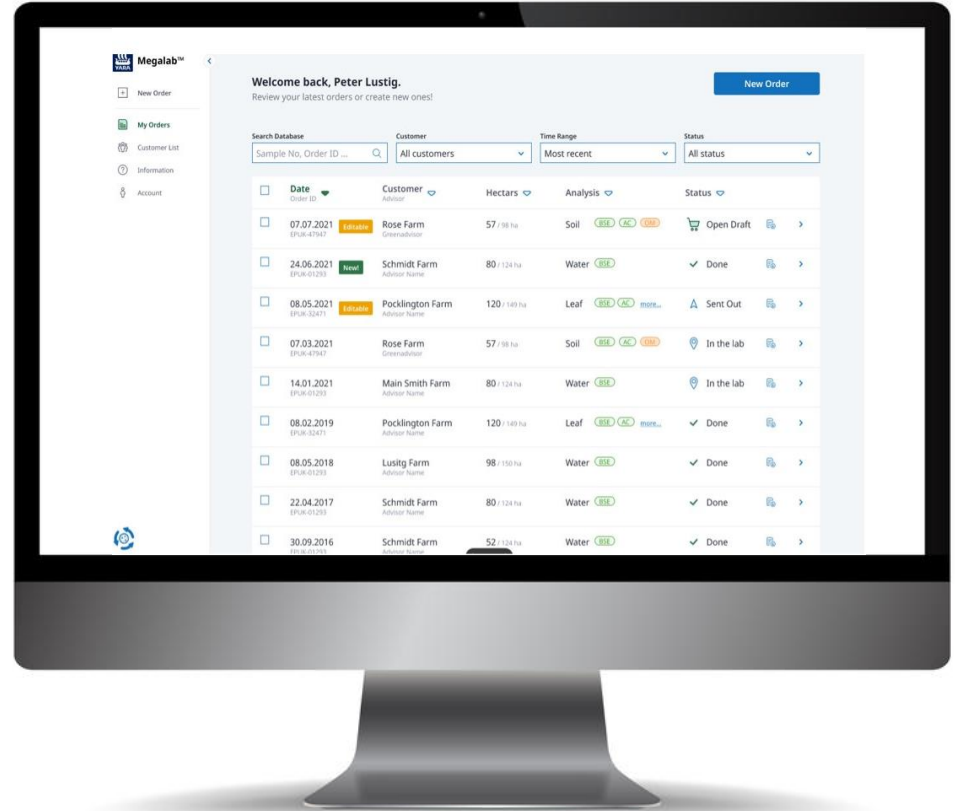 YARA
Megalab™
New Order
My Orders
Customer List
Information
Account
Welcome back, Peter Lustig.
Review your latest orders or create new ones!
New Order
Search Database Customer Time Range Status
Sample No, Order ID ... All customers Most recent All status
Date Customer Hectars Analysis Status
Order ID Advisor
07.07.2021 Editable Rose Farm 57 / 98 ha Soil BSE AC OM Open Draft
EPUK-47947 Greenadvisor
24.06.2021 New! Schmidt Farm 80 / 124 ha Water BSE Done
EPUK-01293 Advisor Name
08.05.2021 Editable Pocklington Farm 120 / 149 ha Leaf BSE AC more... Sent Out
EPUK-32471 Advisor Name
07.03.2021 Rose Farm 57 / 98 ha Soil BSE AC OM In the lab
EPUK-47947 Greenadvisor
14.01.2021 Main Smith Farm 80 / 124 ha Water BSE In the lab
EPUK-01293 Advisor Name
08.02.2019 Pocklington Farm 120 / 149 ha Leaf BSE AC more... Done
EPUK-32471 Advisor Name
08.05.2018 Lusitg Farm 98 / 150 ha Water BSE Done
EPUK-01293 Advisor Name
22.04.2017 Schmidt Farm 80 / 124 ha Water BSE Done
EPUK-01293 Advisor Name
30.09.2016 Schmidt Farm 52 / 124 ha Water BSE Done
EPUK-01293 Advisor Name